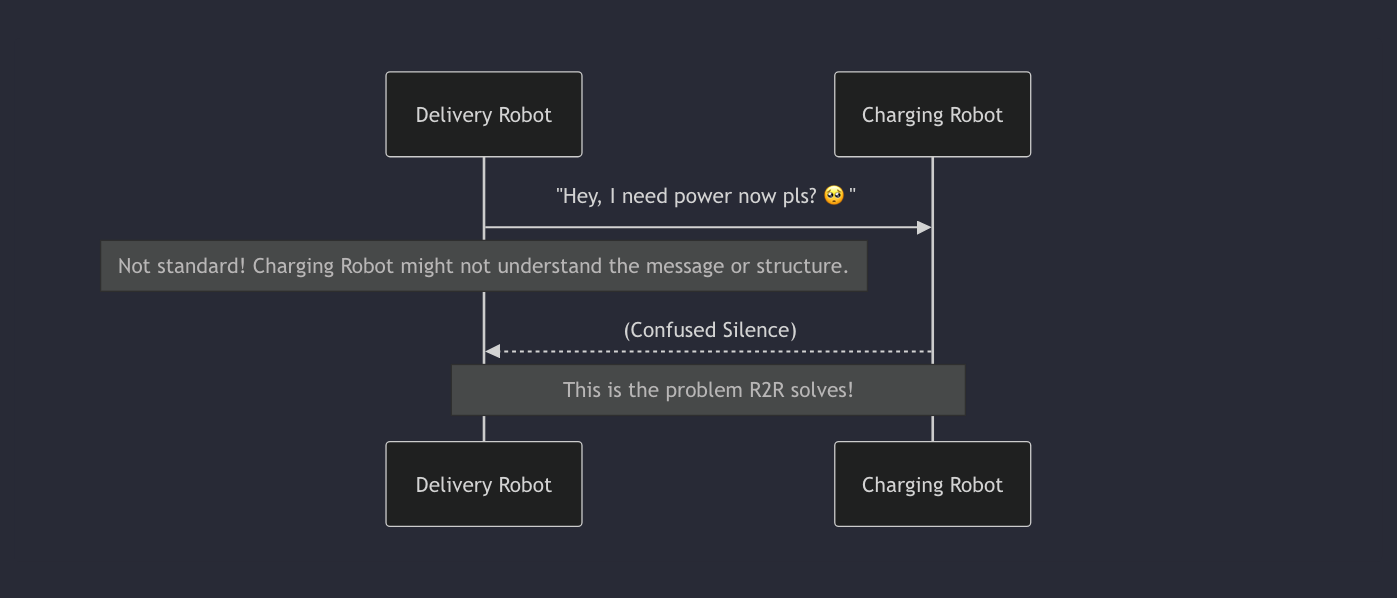 Delivery Robot
Charging Robot
"Hey, I need power now pls? 🥺 "
Not standard! Charging Robot might not understand the message or structure.
(Confused Silence)
This is the problem R2R solves!
Delivery Robot
Charging Robot